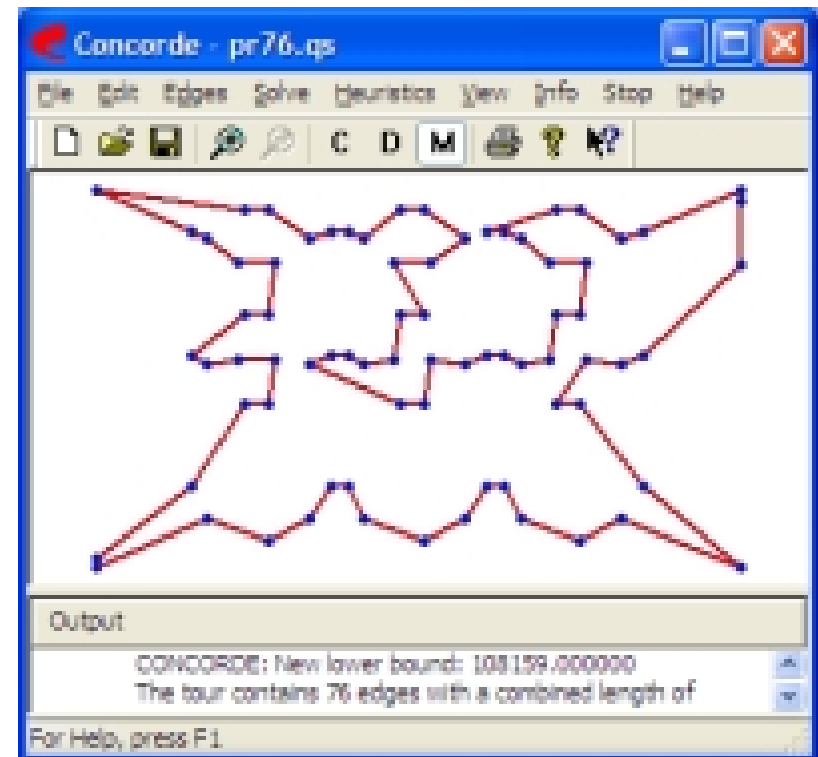 Concorde - pr76.qs
File Edit Edges Solve Heuristics View Info Stop Help
C D M
Output
CONCORDE: New lower bound: 108159.000000
The tour contains 76 edges with a combined length of
For Help, press F1